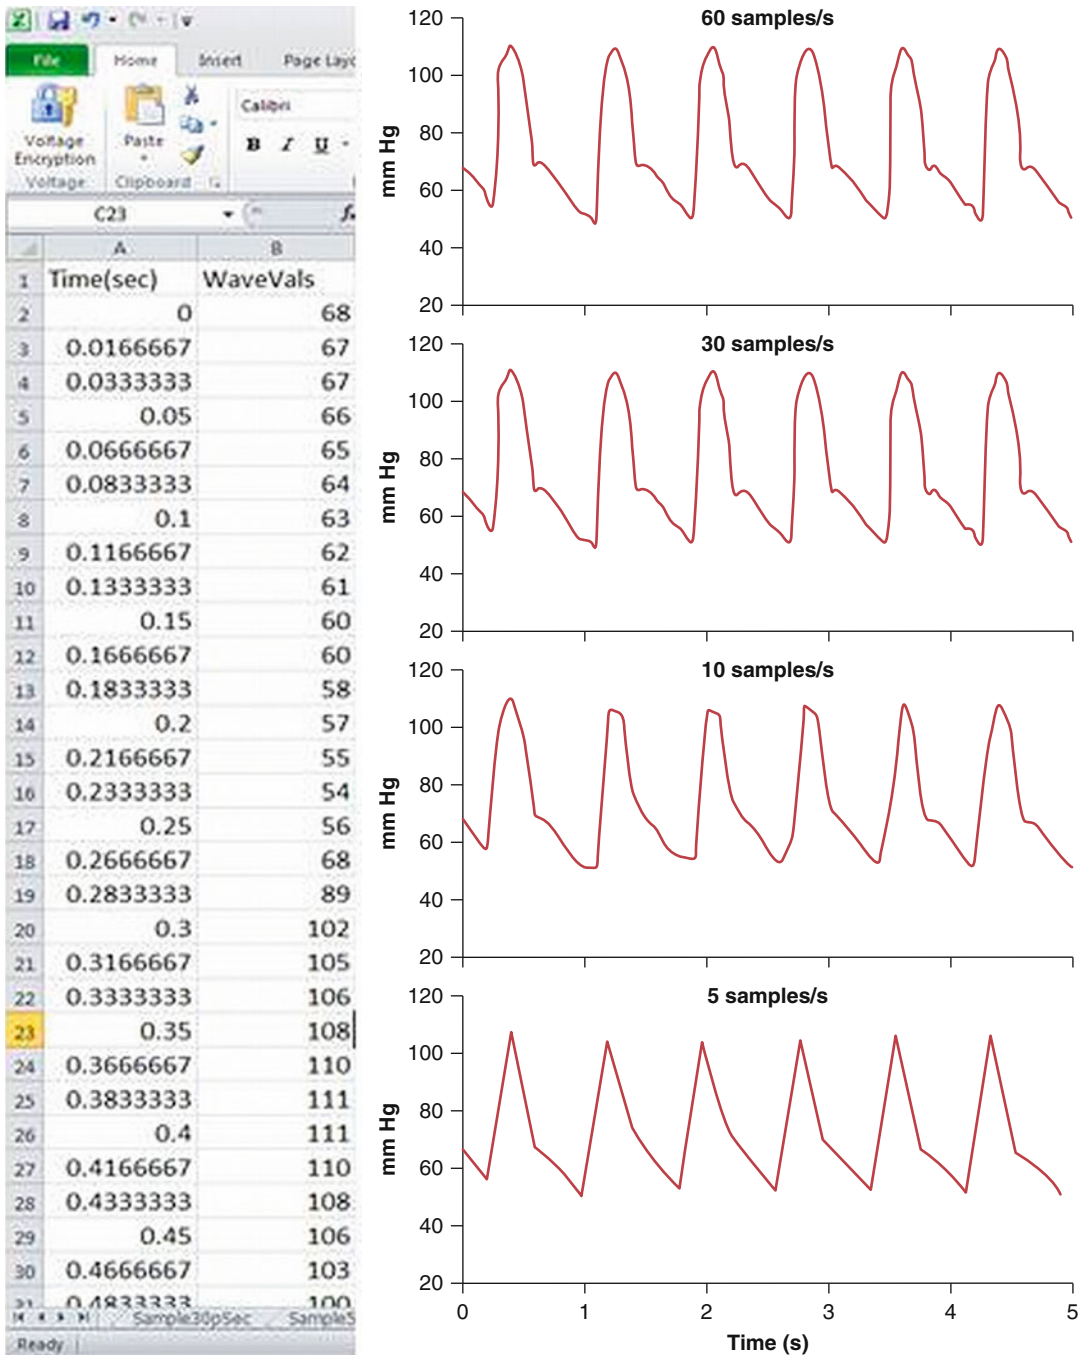 File Home Insert Page Layo
Calibri
Voltage Encryption Paste B I U
Voltage Clipboard
C23
A B
1 Time(sec) WaveVals
2 0 68
3 0.0166667 67
4 0.0333333 67
5 0.05 66
6 0.0666667 65
7 0.0833333 64
8 0.1 63
9 0.1166667 62
10 0.1333333 61
11 0.15 60
12 0.1666667 60
13 0.1833333 58
14 0.2 57
15 0.2166667 55
16 0.2333333 54
17 0.25 56
18 0.2666667 68
19 0.2833333 89
20 0.3 102
21 0.3166667 105
22 0.3333333 106
23 0.35 108
24 0.3666667 110
25 0.3833333 111
26 0.4 111
27 0.4166667 110
28 0.4333333 108
29 0.45 106
30 0.4666667 103
31 0.4833333 100
Sample30pSec Sample5
Ready
60 samples/s
120
100
80
60
40
20
mm Hg
30 samples/s
120
100
80
60
40
20
mm Hg
10 samples/s
120
100
80
60
40
20
mm Hg
5 samples/s
120
100
80
60
40
20
mm Hg
0 1 2 3 4 5
Time (s)